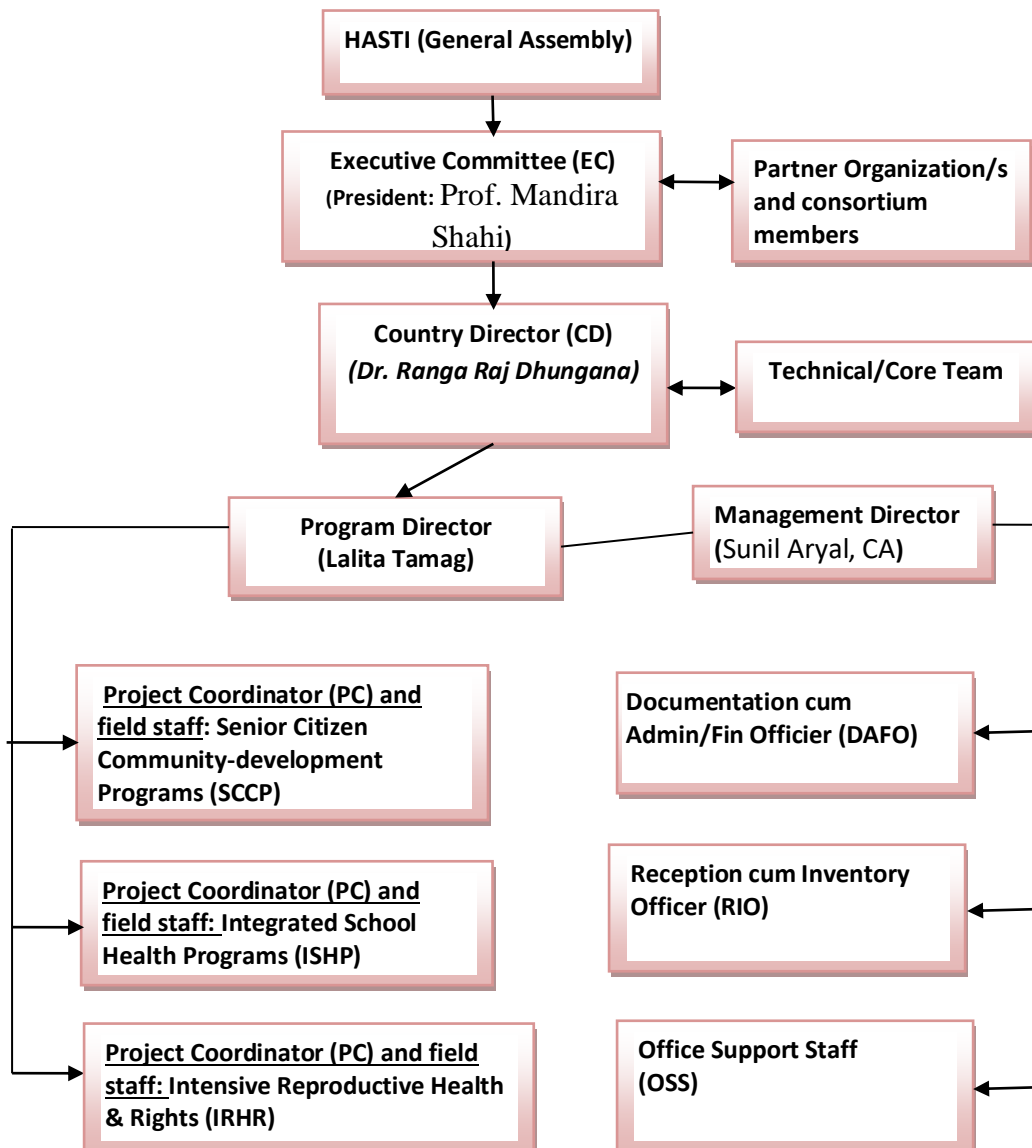 HASTI (General Assembly)
Executive Committee (EC)
(President: Prof. Mandira
Shahi)
Partner Organization/s
and consortium
members
Country Director (CD)
(Dr. Ranga Raj Dhungana)
Technical/Core Team
Program Director
(Lalita Tamag)
Management Director
(Sunil Aryal, CA)
Project Coordinator (PC) and
field staff: Senior Citizen
Community-development
Programs (SCCP)
Documentation cum
Admin/Fin Officier (DAFO)
Project Coordinator (PC) and
field staff: Integrated School
Health Programs (ISHP)
Reception cum Inventory
Officer (RIO)
Project Coordinator (PC) and field
staff: Intensive Reproductive Health
& Rights (IRHR)
Office Support Staff
(OSS)